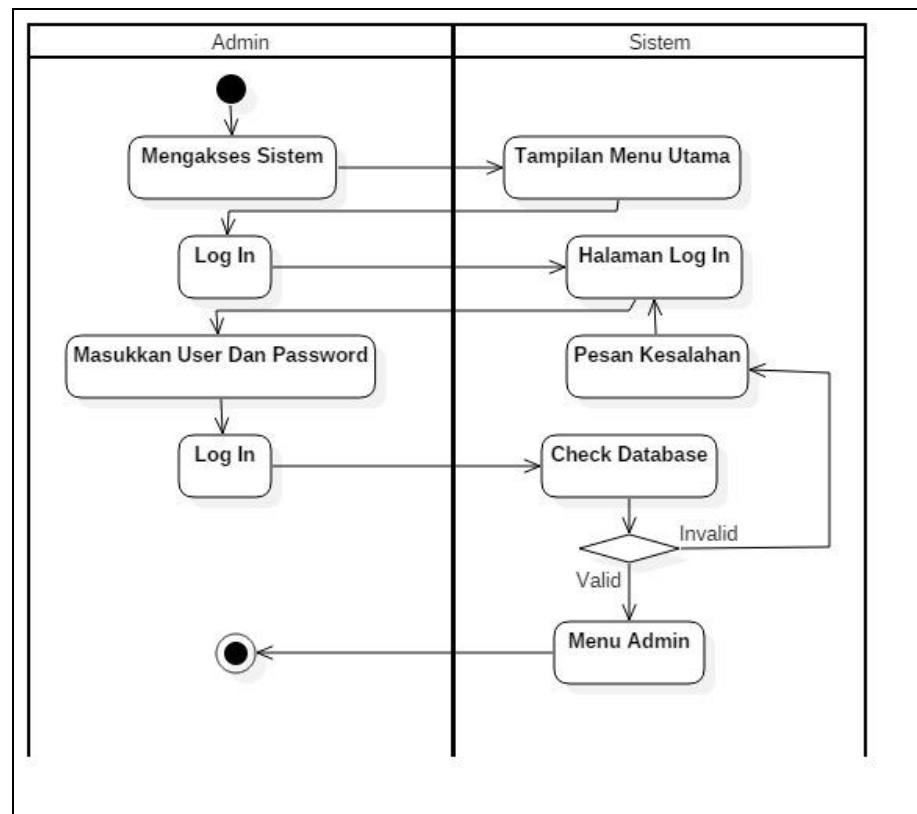 Admin
Sistem
Mengakses Sistem
Tampilan Menu Utama
Log In
Halaman Log In
Masukkan User Dan Password
Pesan Kesalahan
Log In
Check Database
Invalid
Valid
Menu Admin